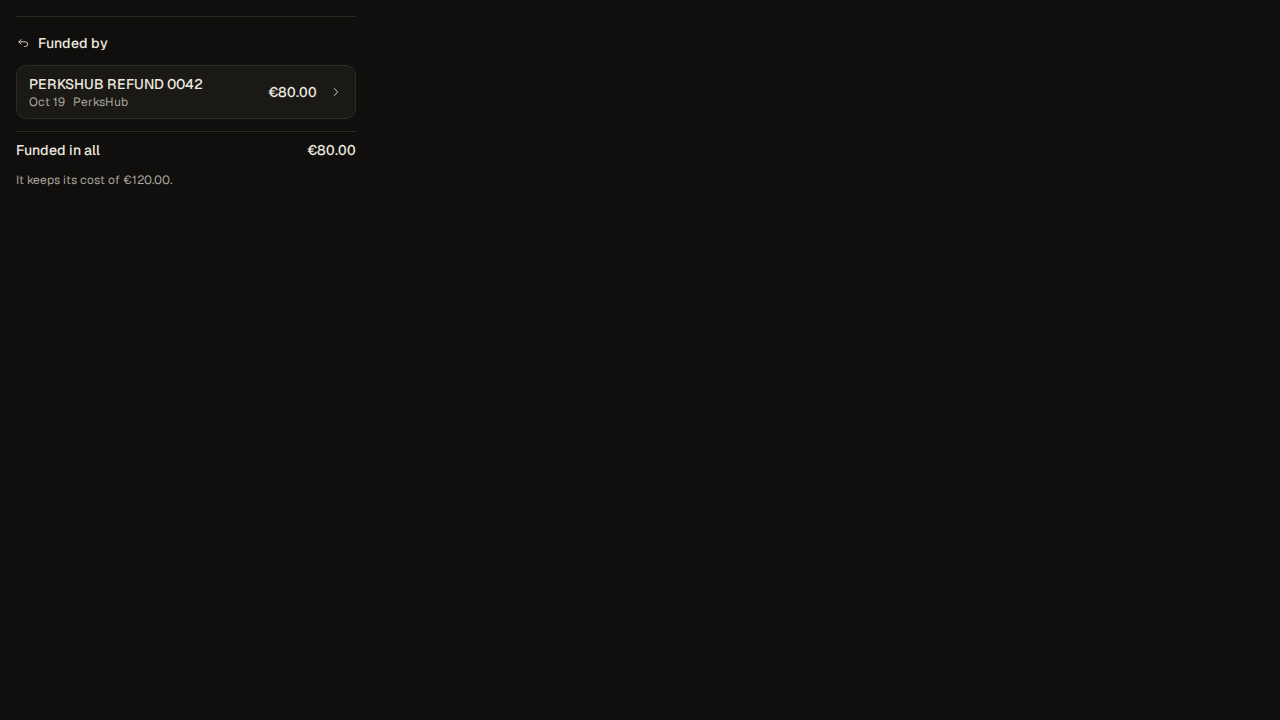 Funded by
PERKSHUB REFUND 0042
Oct 19 PerksHub
€80.00
Funded in all
€80.00
It keeps its cost of €120.00.